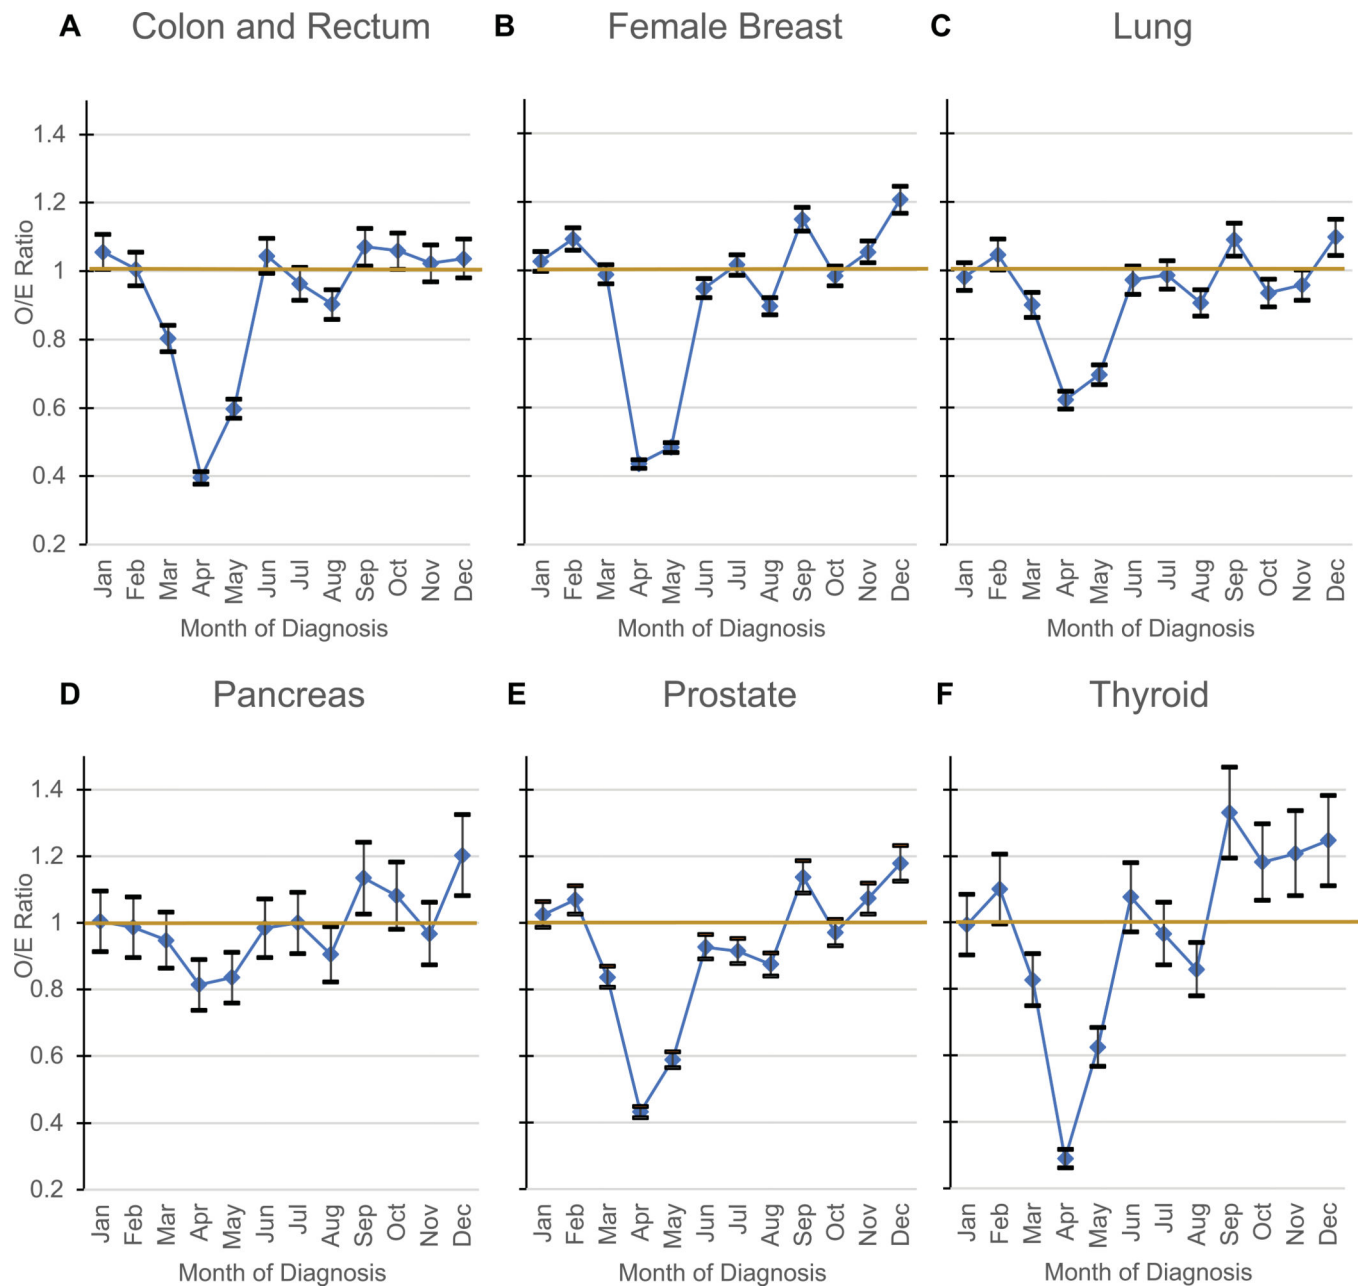 A Colon and Rectum
B Female Breast
C Lung
O/E Ratio
1.4
1.2
1
0.8
0.6
0.4
0.2
Jan Feb Mar Apr May Jun Jul Aug Sep Oct Nov Dec
Jan Feb Mar Apr May Jun Jul Aug Sep Oct Nov Dec
Jan Feb Mar Apr May Jun Jul Aug Sep Oct Nov Dec
Month of Diagnosis
Month of Diagnosis
Month of Diagnosis
D Pancreas
E Prostate
F Thyroid
O/E Ratio
1.4
1.2
1
0.8
0.6
0.4
0.2
Jan Feb Mar Apr May Jun Jul Aug Sep Oct Nov Dec
Jan Feb Mar Apr May Jun Jul Aug Sep Oct Nov Dec
Jan Feb Mar Apr May Jun Jul Aug Sep Oct Nov Dec
Month of Diagnosis
Month of Diagnosis
Month of Diagnosis